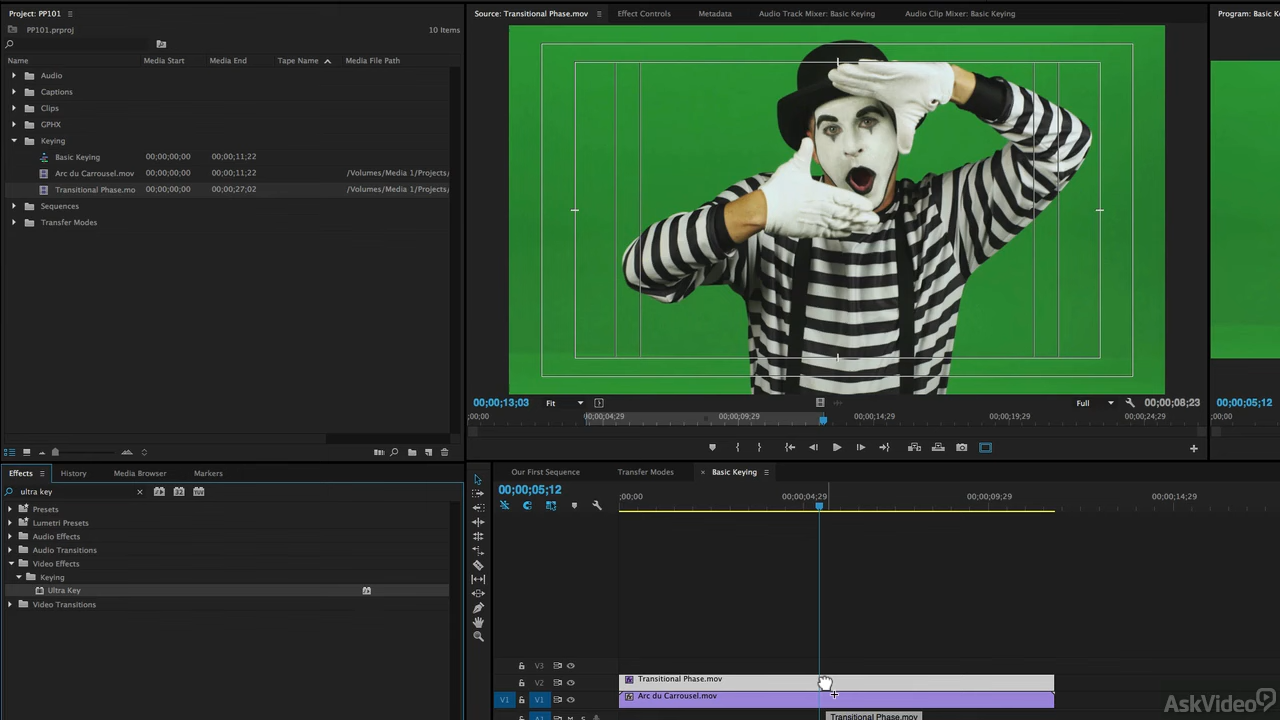 Project: PP101
PP101.prproj
10 Items
Name Media Start Media End Tape Name Media File Path
Audio
Captions
Clips
GPHX
Keying
Basic Keying 00;00;00;00 00;00;11;22
Arc du Carrousel.mov 00;00;00;00 00;00;11;22 /Volumes/Media 1/Projects/
Transitional Phase.mo 00;00;00;00 00;00;27;02 /Volumes/Media 1/Projects/
Sequences
Transfer Modes
Source: Transitional Phase.mov Effect Controls Metadata Audio Track Mixer: Basic Keying Audio Clip Mixer: Basic Keying
Program: Basic K
00;00;13;03 Fit Full 00;00;08;23
00;00;05;12
;00;00 00;00;04;29 00;00;09;29 00;00;14;29 00;00;19;29 00;00;24;29
;00;00
Effects History Media Browser Markers
ultra key
Presets
Lumetri Presets
Audio Effects
Audio Transitions
Video Effects
Keying
Ultra Key
Video Transitions
Our First Sequence Transfer Modes Basic Keying
00;00;05;12
;00;00 00;00;04;29 00;00;09;29 00;00;14;29
V3
V2 Transitional Phase.mov
V1 V1 Arc du Carrousel.mov
A1 M S Transitional Phase.mov
AskVideo